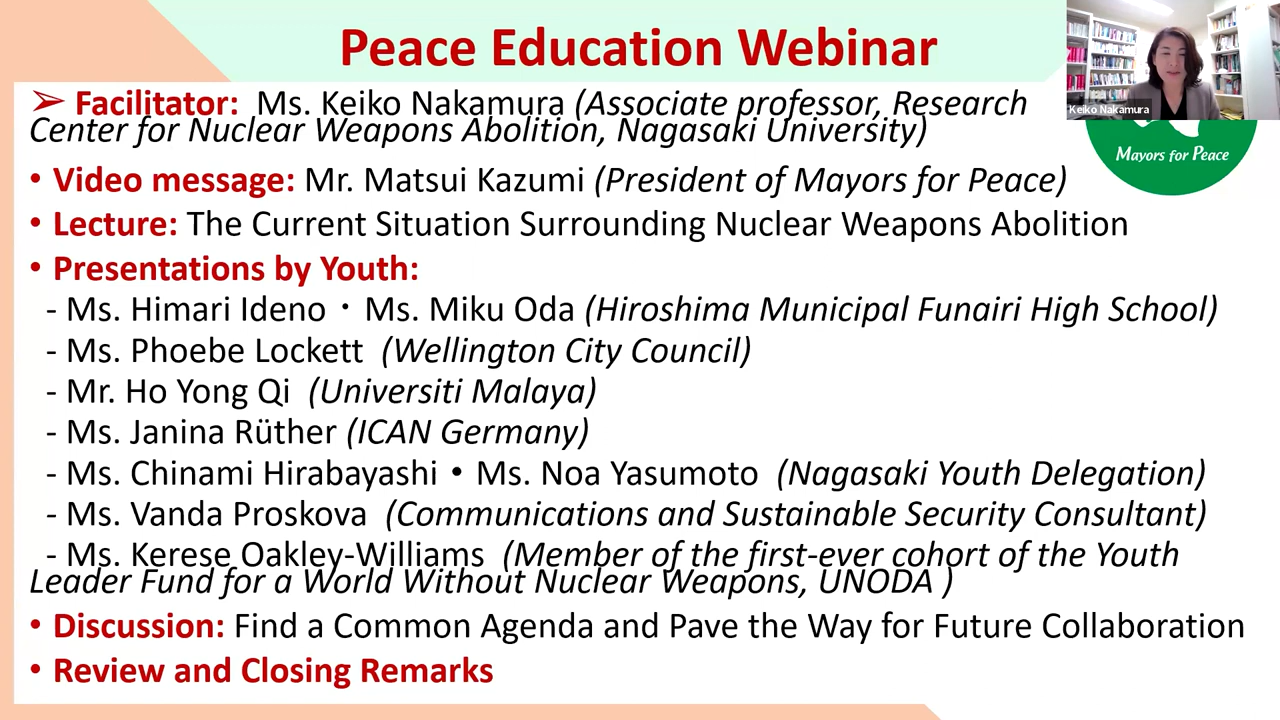 Peace Education Webinar
➢ Facilitator: Ms. Keiko Nakamura (Associate professor, Research
Center for Nuclear Weapons Abolition, Nagasaki University)
• Video message: Mr. Matsui Kazumi (President of Mayors for Peace)
• Lecture: The Current Situation Surrounding Nuclear Weapons Abolition
• Presentations by Youth:
- Ms. Himari Ideno ・ Ms. Miku Oda (Hiroshima Municipal Funairi High School)
- Ms. Phoebe Lockett (Wellington City Council)
- Mr. Ho Yong Qi (Universiti Malaya)
- Ms. Janina Rüther (ICAN Germany)
- Ms. Chinami Hirabayashi • Ms. Noa Yasumoto (Nagasaki Youth Delegation)
- Ms. Vanda Proskova (Communications and Sustainable Security Consultant)
- Ms. Kerese Oakley-Williams (Member of the first-ever cohort of the Youth
Leader Fund for a World Without Nuclear Weapons, UNODA )
• Discussion: Find a Common Agenda and Pave the Way for Future Collaboration
• Review and Closing Remarks
Keiko Nakamura
Mayors for Peace